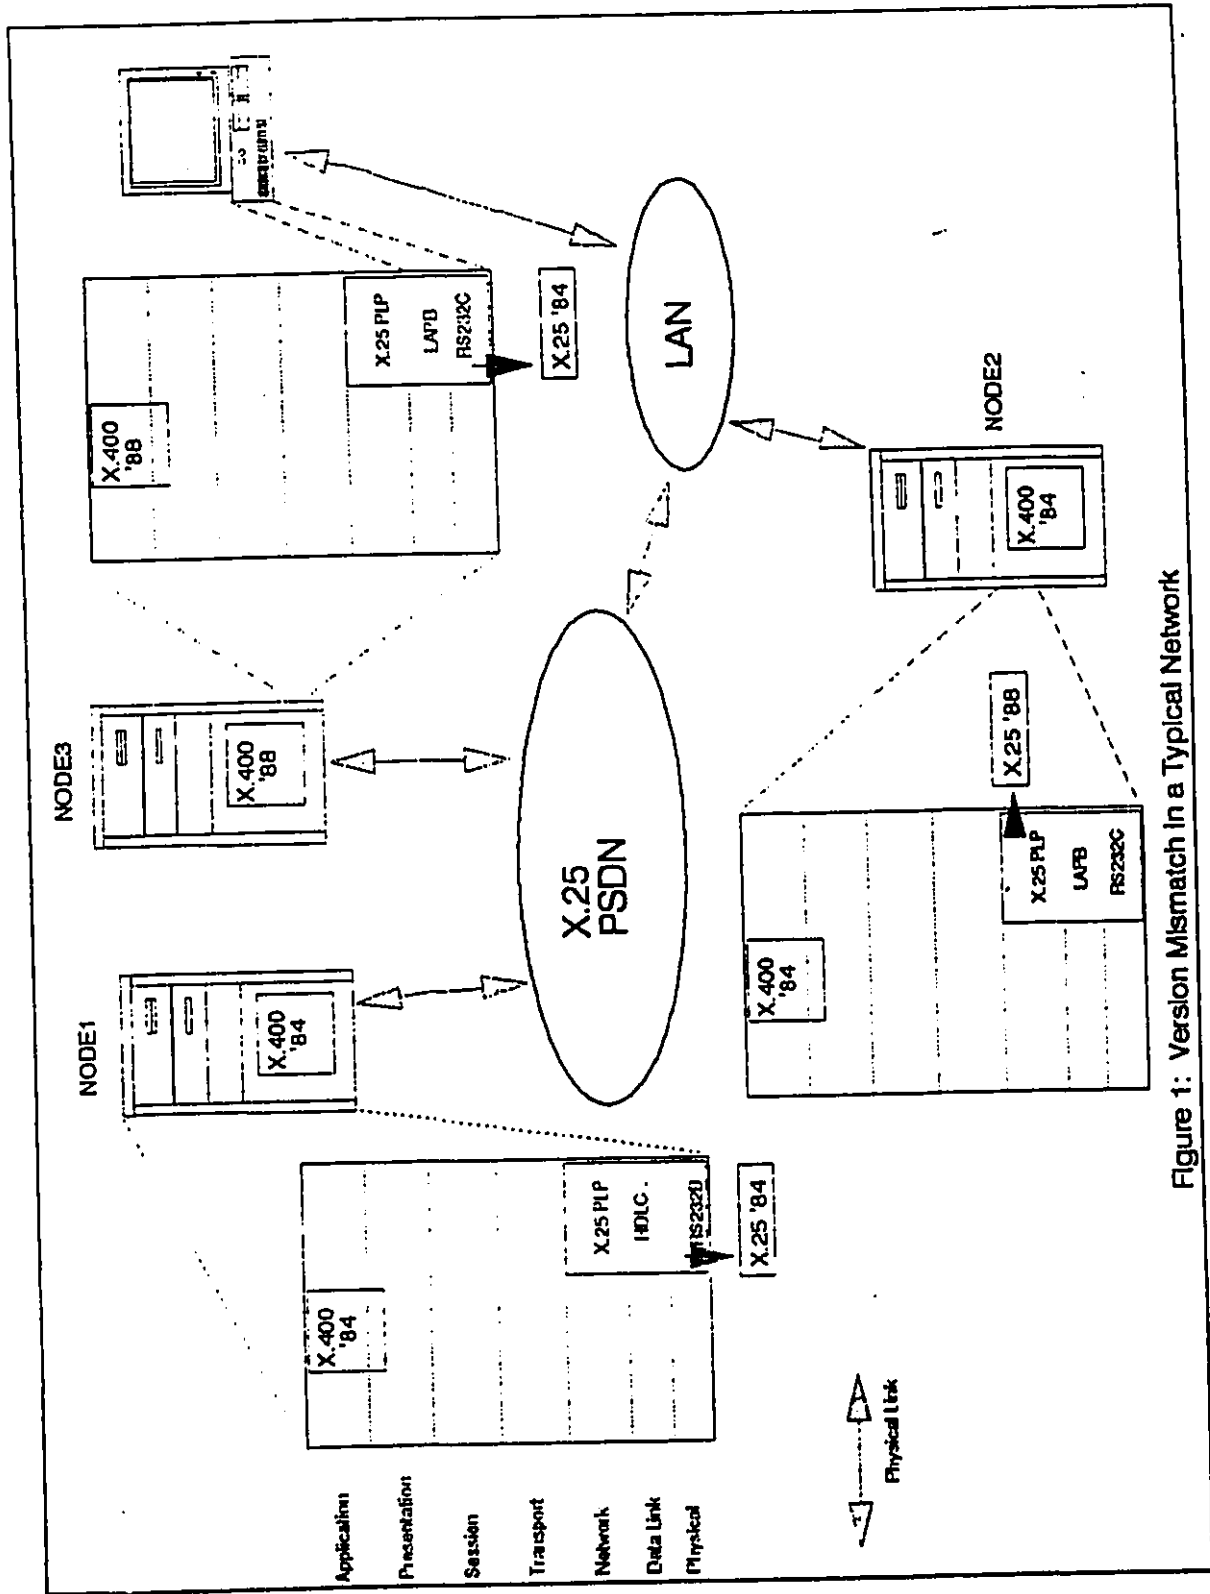 NODE1
X.400
'84
NODE3
X.400
'88
X.400
'88
X.25 PLP
LAPB
RS232C
X.25 '84
X.400
'84
X.25 PLP
HDLC
RS232D
X.25 '84
Application
Presentation
Session
Transport
Network
Data Link
Physical
X.25
PSDN
LAN
X.400
'84
X.25 PLP
LAPB
RS232C
X.25 '88
X.400
'84
NODE2
Physical Link
Figure 1: Version Mismatch in a Typical Network